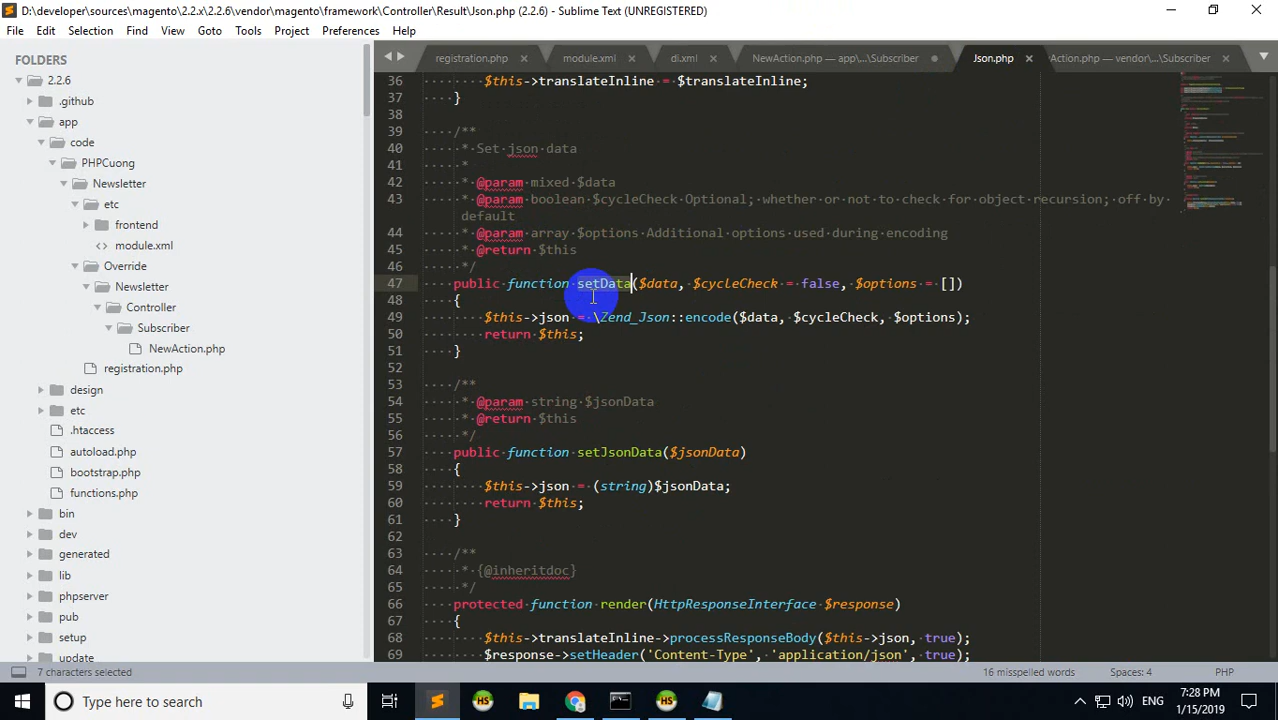 D:\developer\sources\magento\2.2.x\2.2.6\vendor\magento\framework\Controller\Result\Json.php (2.2.6) - Sublime Text (UNREGISTERED)
File Edit Selection Find View Goto Tools Project Preferences Help
FOLDERS
2.2.6
.github
app
code
PHPCuong
Newsletter
etc
frontend
module.xml
Override
Newsletter
Controller
Subscriber
NewAction.php
registration.php
design
etc
.htaccess
autoload.php
bootstrap.php
functions.php
bin
dev
generated
lib
phpserver
pub
setup
update
registration.php module.xml di.xml NewAction.php — app\...\Subscriber Json.php Action.php — vendor\...\Subscriber
36 $this->translateInline = $translateInline;
37 }
38
39 /**
40 * Set json data
41 *
42 * @param mixed $data
43 * @param boolean $cycleCheck Optional; whether or not to check for object recursion; off by
default
44 * @param array $options Additional options used during encoding
45 * @return $this
46 */
47 public function setData($data, $cycleCheck = false, $options = [])
48 {
49 $this->json = \Zend_Json::encode($data, $cycleCheck, $options);
50 return $this;
51 }
52
53 /**
54 * @param string $jsonData
55 * @return $this
56 */
57 public function setJsonData($jsonData)
58 {
59 $this->json = (string)$jsonData;
60 return $this;
61 }
62
63 /**
64 * {@inheritdoc}
65 */
66 protected function render(HttpResponseInterface $response)
67 {
68 $this->translateInline->processResponseBody($this->json, true);
69 $response->setHeader('Content-Type', 'application/json', true);
7 characters selected 16 misspelled words Spaces: 4 PHP
Type here to search
HS
HS
ENG
7:28 PM
1/15/2019